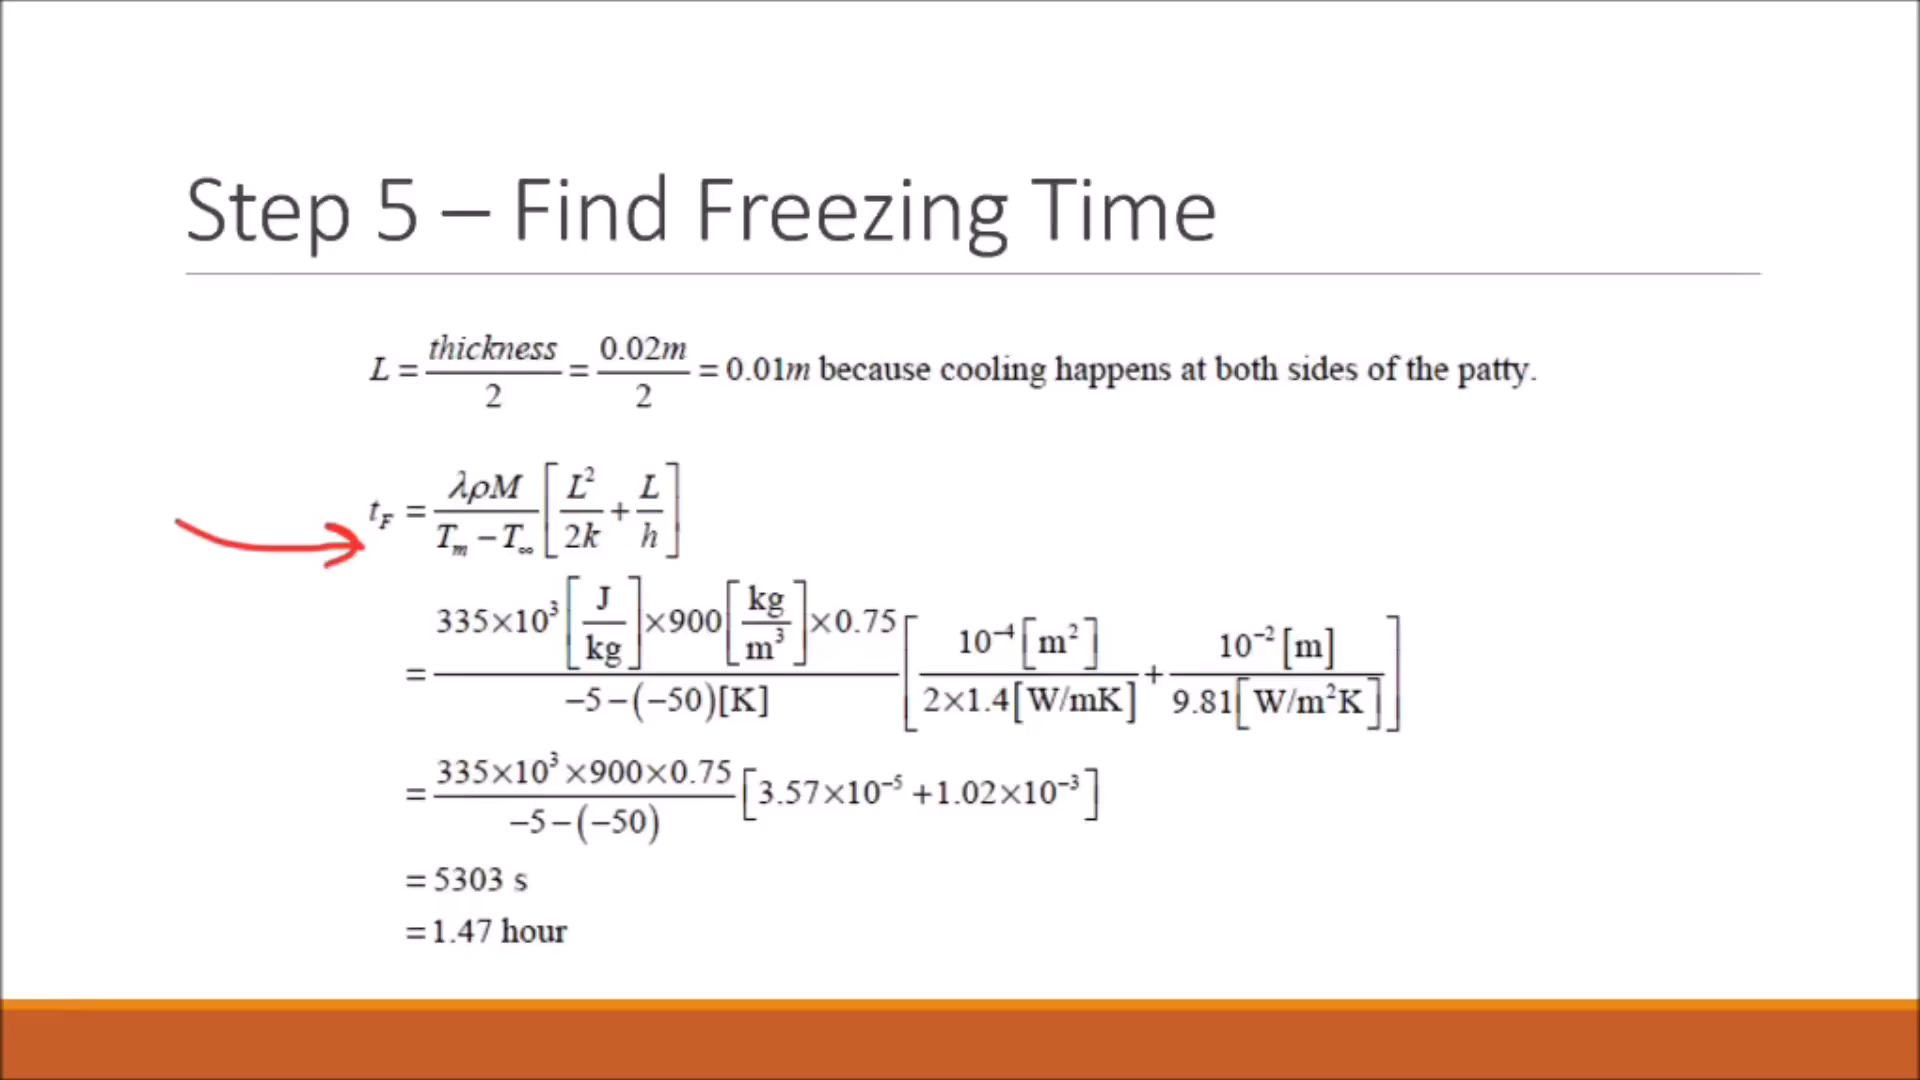 Step 5 – Find Freezing Time
L = thickness/2 = 0.02m/2 = 0.01m because cooling happens at both sides of the patty.
t_F = λρM/(T_m − T_∞) [L²/2k + L/h]
= (335×10³ [J/kg] ×900 [kg/m³] ×0.75)/(−5−(−50)[K]) [10⁻⁴[m²]/(2×1.4[W/mK]) + 10⁻²[m]/(9.81[W/m²K])]
= (335×10³×900×0.75)/(−5−(−50)) [3.57×10⁻⁵ +1.02×10⁻³]
= 5303 s
= 1.47 hour